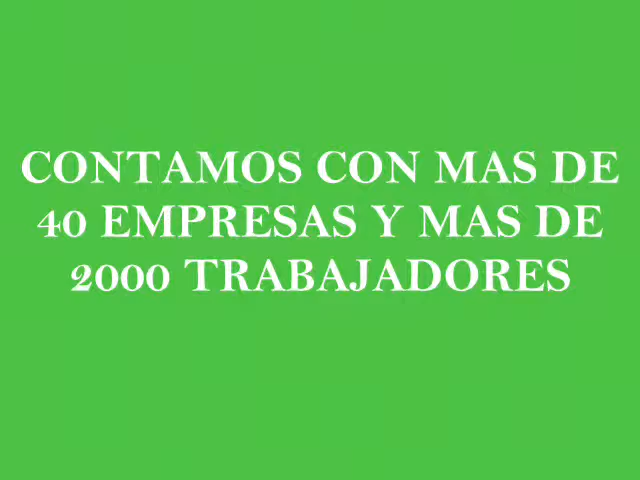 CONTAMOS CON MAS DE
40 EMPRESAS Y MAS DE
2000 TRABAJADORES